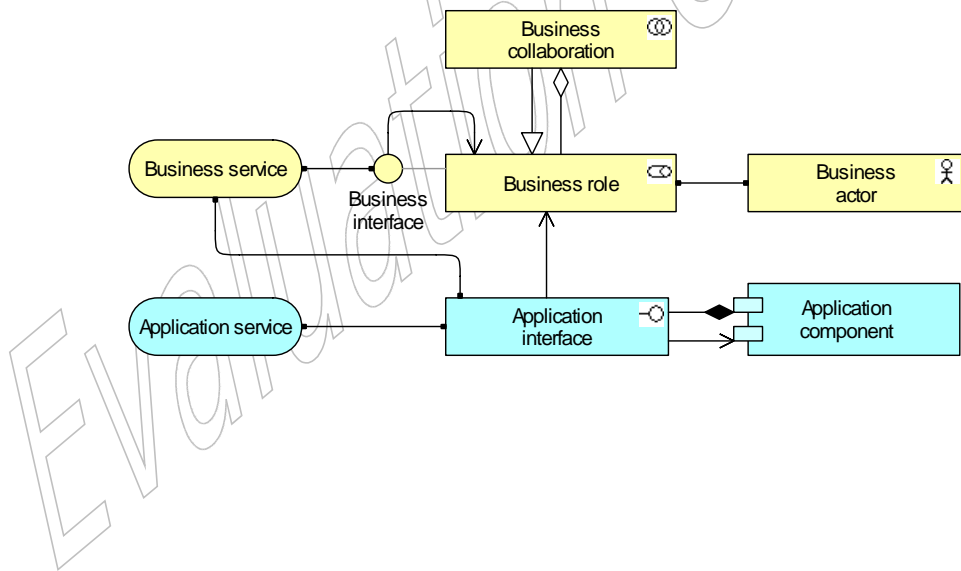 Business
collaboration
Business service
Business
interface
Business role
Business
actor
Application service
Application
interface
Application
component
Evaluation